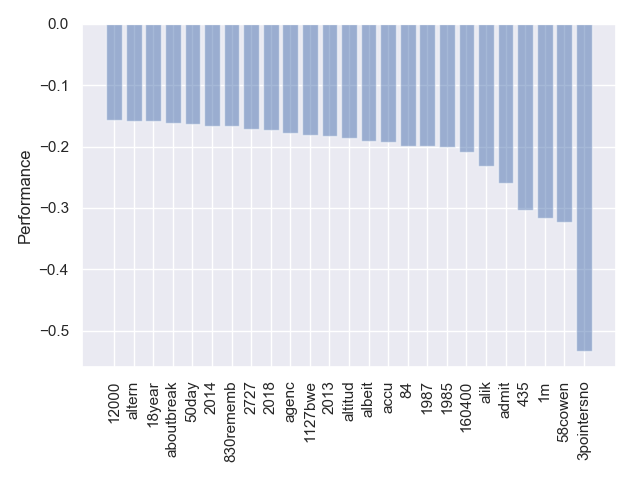 Performance
0.0
−0.1
−0.2
−0.3
−0.4
−0.5
12000
altern
18year
aboutbreak
50day
2014
830rememb
2727
2018
agenc
1127bwe
2013
altitud
albeit
accu
84
1987
1985
160400
alik
admit
435
1m
58cowen
3pointersno